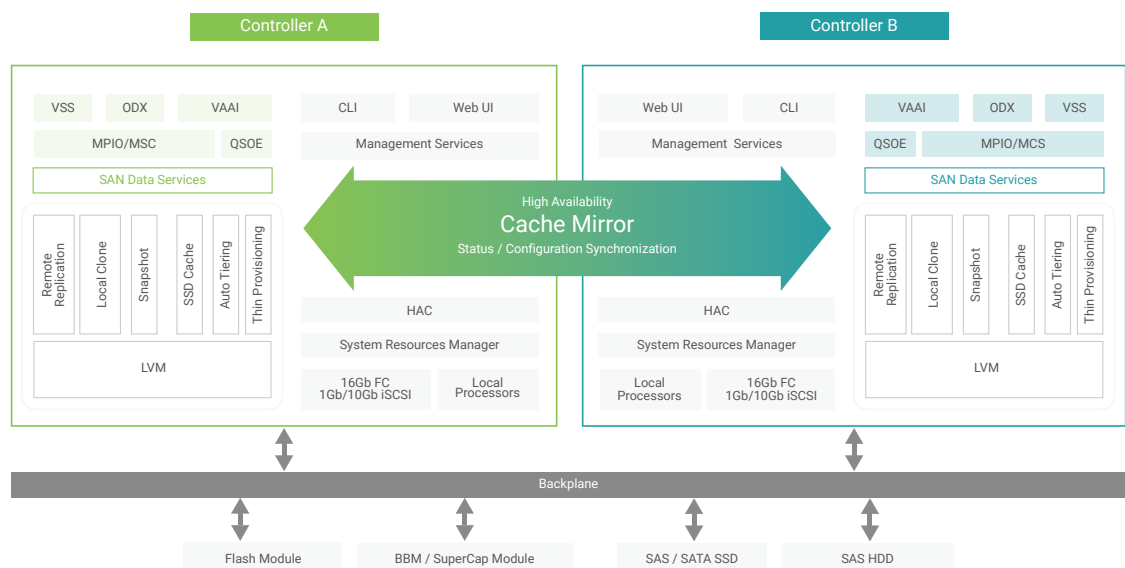 Controller A
Controller B
VSS
ODX
VAAI
MPIO/MSC
QSOE
SAN Data Services
Remote
Replication
Local Clone
Snapshot
SSD Cache
Auto Tiering
Thin Provisioning
LVM
CLI
Web UI
Management Services
High Availability
Cache Mirror
Status / Configuration Synchronization
HAC
System Resources Manager
16Gb FC
1Gb/10Gb iSCSI
Local
Processors
Web UI
CLI
Management Services
HAC
System Resources Manager
Local
Processors
16Gb FC
1Gb/10Gb iSCSI
VAAI
ODX
VSS
QSOE
MPIO/MCS
SAN Data Services
Remote
Replication
Local Clone
Snapshot
SSD Cache
Auto Tiering
Thin Provisioning
LVM
Backplane
Flash Module
BBM / SuperCap Module
SAS / SATA SSD
SAS HDD